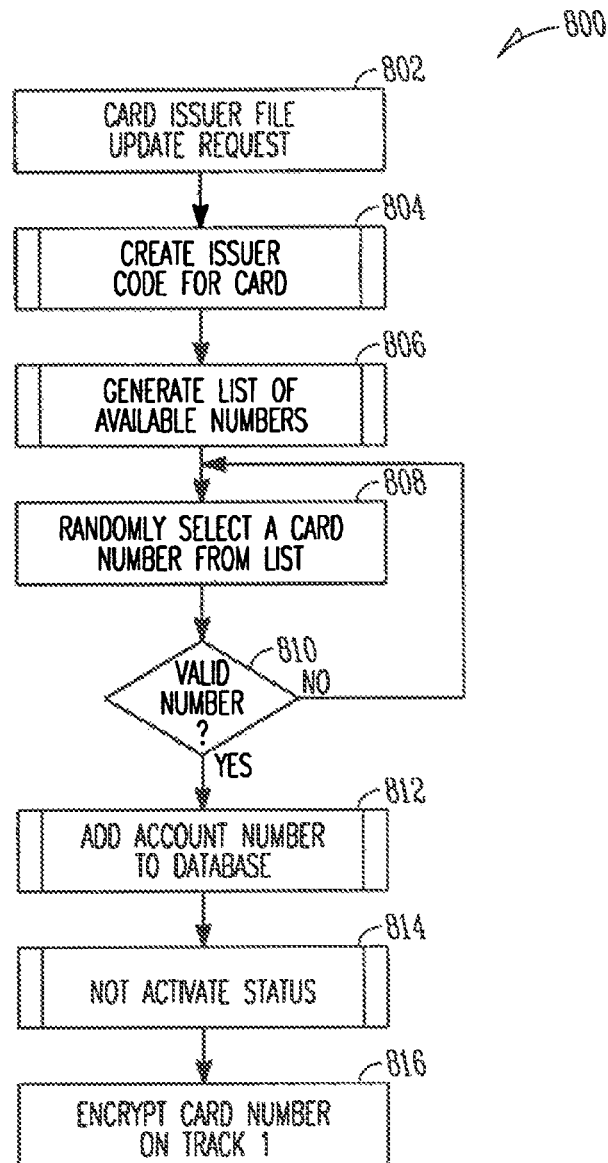 800
802
CARD ISSUER FILE
UPDATE REQUEST
804
CREATE ISSUER
CODE FOR CARD
806
GENERATE LIST OF
AVAILABLE NUMBERS
808
RANDOMLY SELECT A CARD
NUMBER FROM LIST
810
VALID
NUMBER
?
NO
YES
812
ADD ACCOUNT NUMBER
TO DATABASE
814
NOT ACTIVATE STATUS
816
ENCRYPT CARD NUMBER
ON TRACK 1